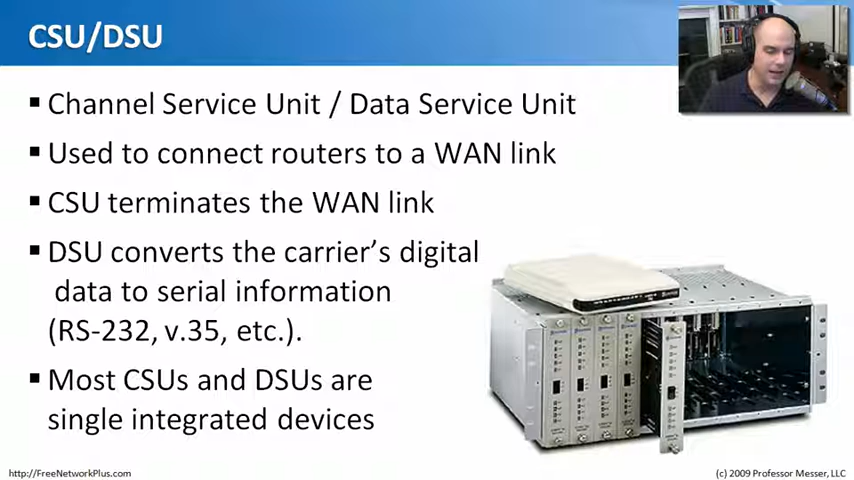 CSU/DSU
▪ Channel Service Unit / Data Service Unit
▪ Used to connect routers to a WAN link
▪ CSU terminates the WAN link
▪ DSU converts the carrier's digital
data to serial information
(RS-232, v.35, etc.).
▪ Most CSUs and DSUs are
single integrated devices
http://FreeNetworkPlus.com
(c) 2009 Professor Messer, LLC